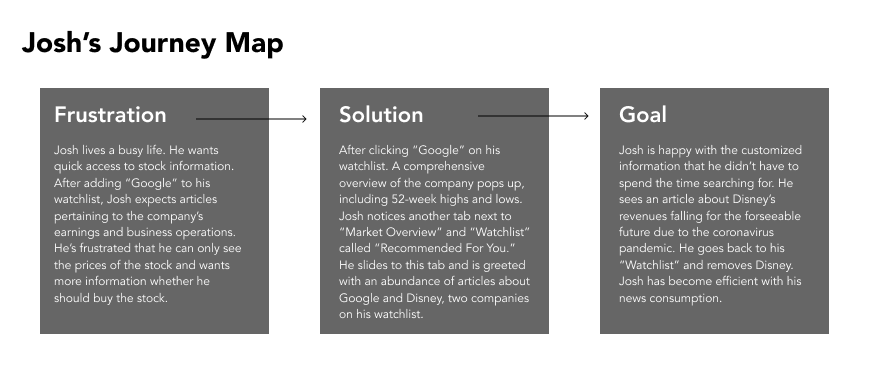 Josh’s Journey Map
Frustration
Josh lives a busy life. He wants
quick access to stock information.
After adding “Google” to his
watchlist, Josh expects articles
pertaining to the company’s
earnings and business operations.
He’s frustrated that he can only see
the prices of the stock and wants
more information whether he
should buy the stock.
Solution
After clicking “Google” on his
watchlist. A comprehensive
overview of the company pops up,
including 52-week highs and lows.
Josh notices another tab next to
“Market Overview” and “Watchlist”
called “Recommended For You.”
He slides to this tab and is greeted
with an abundance of articles about
Google and Disney, two companies
on his watchlist.
Goal
Josh is happy with the customized
information that he didn’t have to
spend the time searching for. He
sees an article about Disney’s
revenues falling for the forseeable
future due to the coronavirus
pandemic. He goes back to his
“Watchlist” and removes Disney.
Josh has become efficient with his
news consumption.